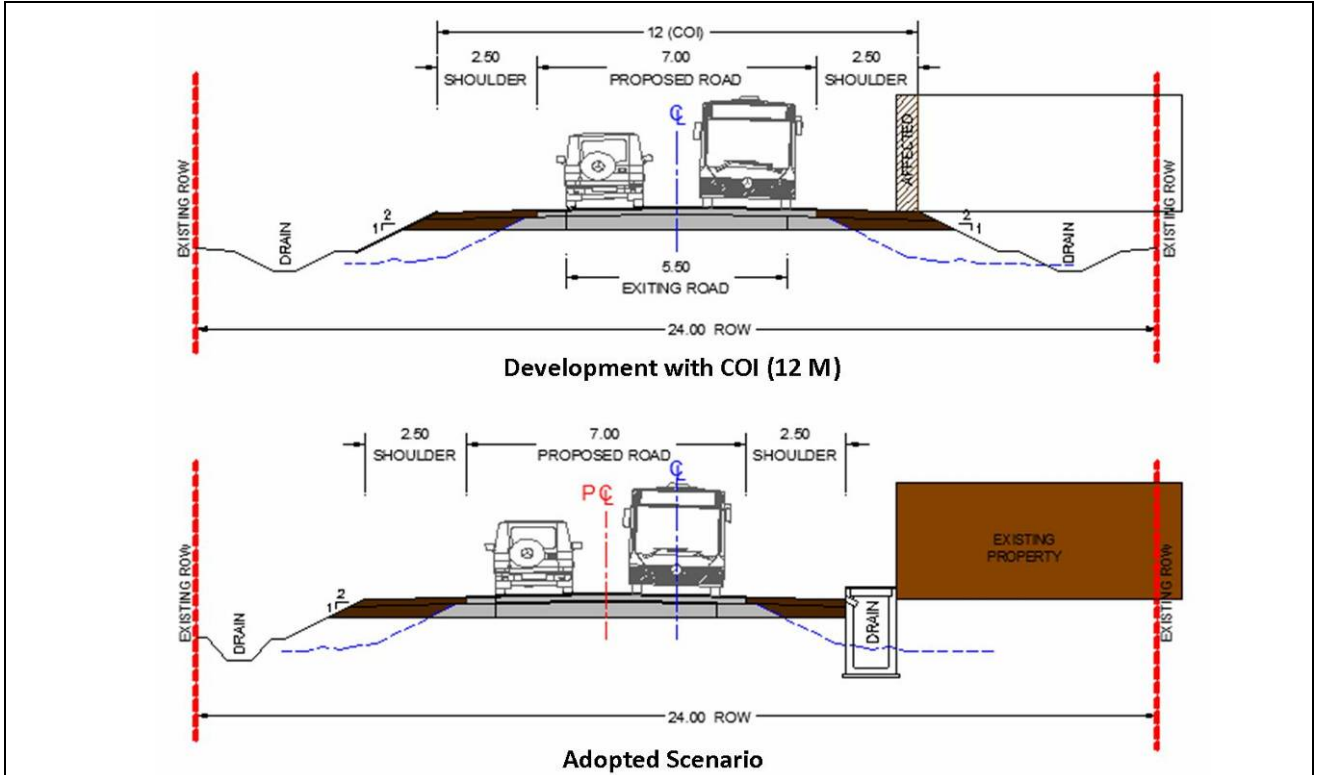 12 (COI)
2.50
SHOULDER
7.00
PROPOSED ROAD
2.50
SHOULDER
℄
AFFECTED
EXISTING ROW
DRAIN
1
2
2
1
DRAIN
EXISTING ROW
5.50
EXITING ROAD
24.00 ROW
Development with COI (12 M)
2.50
SHOULDER
7.00
PROPOSED ROAD
2.50
SHOULDER
℄
P ℄
EXISTING
PROPERTY
EXISTING ROW
DRAIN
1
2
DRAIN
EXISTING ROW
24.00 ROW
Adopted Scenario